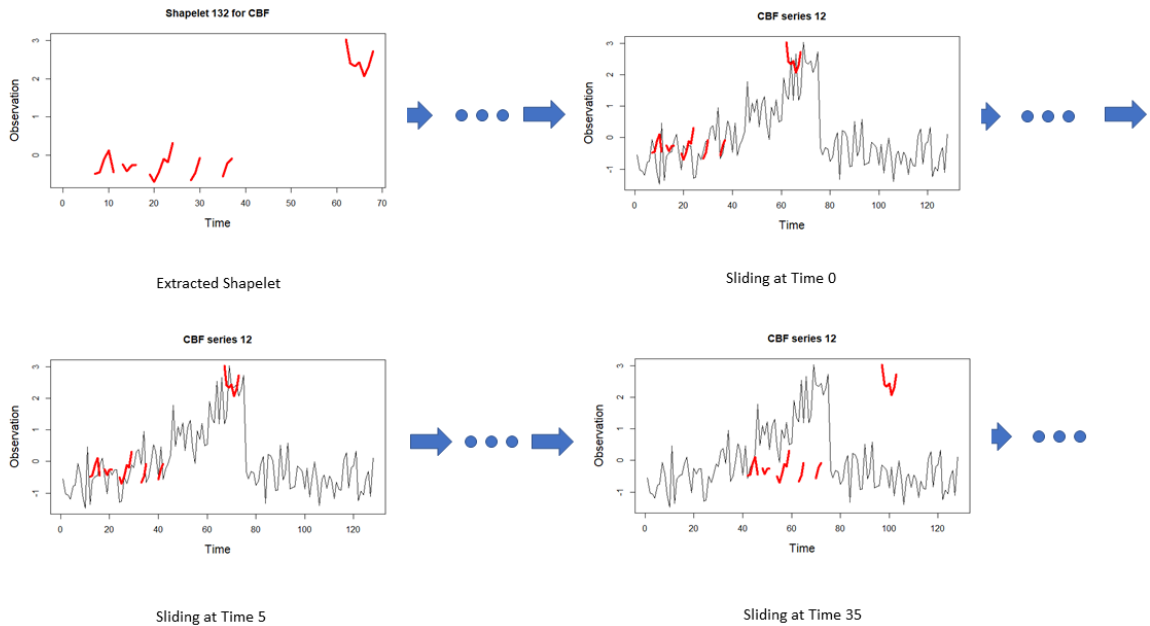 Shapelet 132 for CBF
Observation
3
2
1
0
0 10 20 30 40 50 60 70
Time
Extracted Shapelet
CBF series 12
Observation
3
2
1
0
-1
0 20 40 60 80 100 120
Time
Sliding at Time 0
CBF series 12
Observation
3
2
1
0
-1
0 20 40 60 80 100 120
Time
Sliding at Time 5
CBF series 12
Observation
3
2
1
0
-1
0 20 40 60 80 100 120
Time
Sliding at Time 35